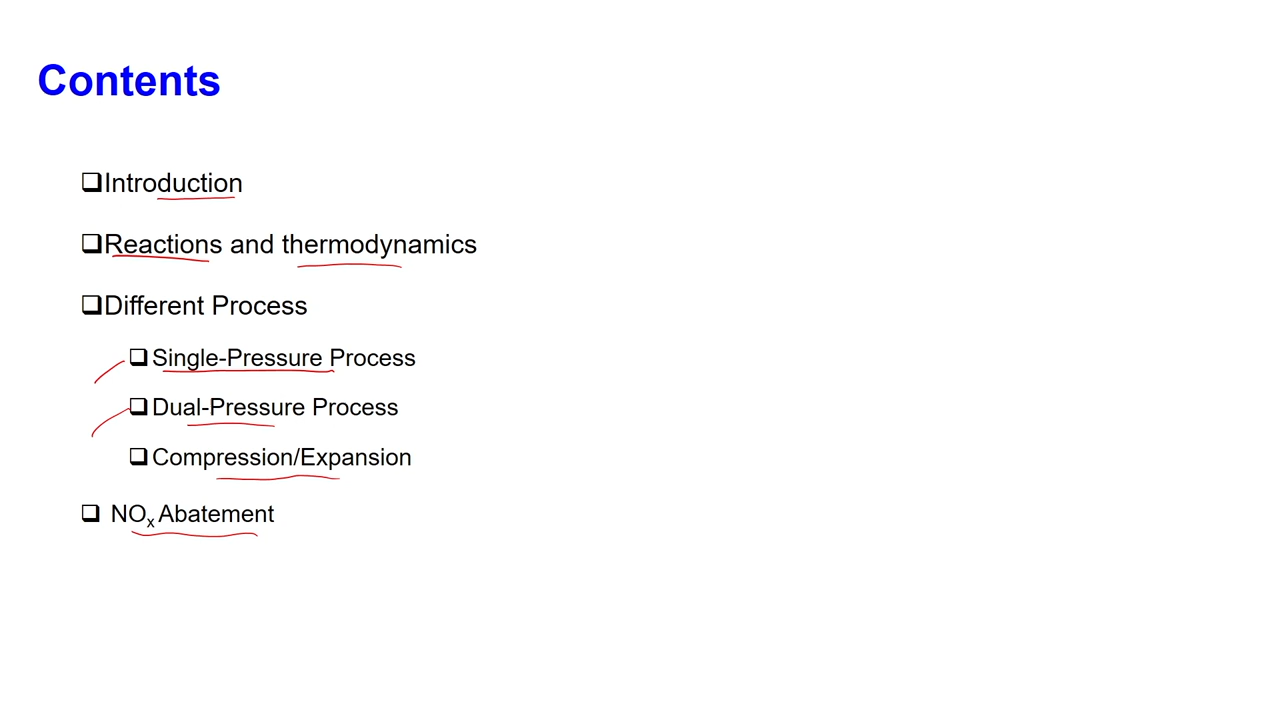 Contents
❑Introduction
❑Reactions and thermodynamics
❑Different Process
❑Single-Pressure Process
❑Dual-Pressure Process
❑Compression/Expansion
❑ NOx Abatement